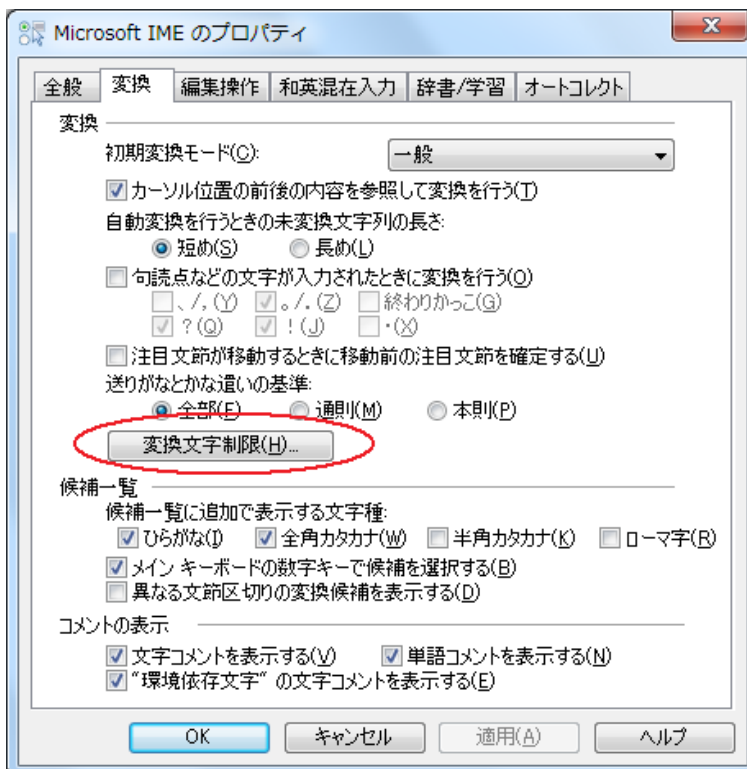 Microsoft IME のプロパティ
全般 変換 編集操作 和英混在入力 辞書/学習 オートコレクト
変換
初期変換モード(C): 一般
カーソル位置の前後の内容を参照して変換を行う(T)
自動変換を行うときの未変換文字列の長さ:
短め(S) 長め(L)
句読点などの文字が入力されたときに変換を行う(O)
、/,(Y) 。/.(Z) 終わりかっこ(G)
?(Q) !(J) ・(X)
注目文節が移動するときに移動前の注目文節を確定する(U)
送りがなとかな遣いの基準:
全部(F) 通則(M) 本則(P)
変換文字制限(H)...
候補一覧
候補一覧に追加で表示する文字種:
ひらがな(I) 全角カタカナ(W) 半角カタカナ(K) ローマ字(R)
メイン キーボードの数字キーで候補を選択する(B)
異なる文節区切りの変換候補を表示する(D)
コメントの表示
文字コメントを表示する(V) 単語コメントを表示する(N)
"環境依存文字" の文字コメントを表示する(E)
OK キャンセル 適用(A) ヘルプ